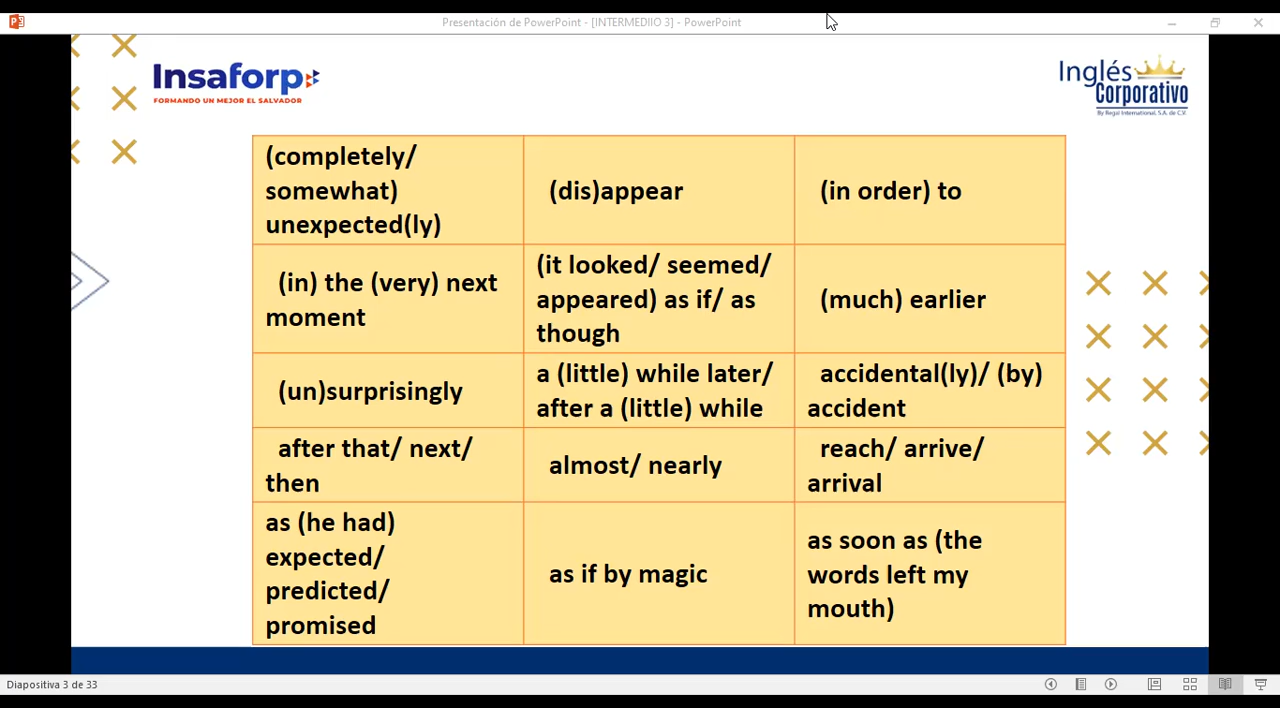 Presentación de PowerPoint - [INTERMEDIIO 3] - PowerPoint
Insaforp
FORMANDO UN MEJOR EL SALVADOR
Inglés
Corporativo
By Regal International, S.A. de C.V.
(completely/
somewhat)
unexpected(ly)
(dis)appear
(in order) to
(in) the (very) next
moment
(it looked/ seemed/
appeared) as if/ as
though
(much) earlier
(un)surprisingly
a (little) while later/
after a (little) while
accidental(ly)/ (by)
accident
after that/ next/
then
almost/ nearly
reach/ arrive/
arrival
as (he had)
expected/
predicted/
promised
as if by magic
as soon as (the
words left my
mouth)
Diapositiva 3 de 33